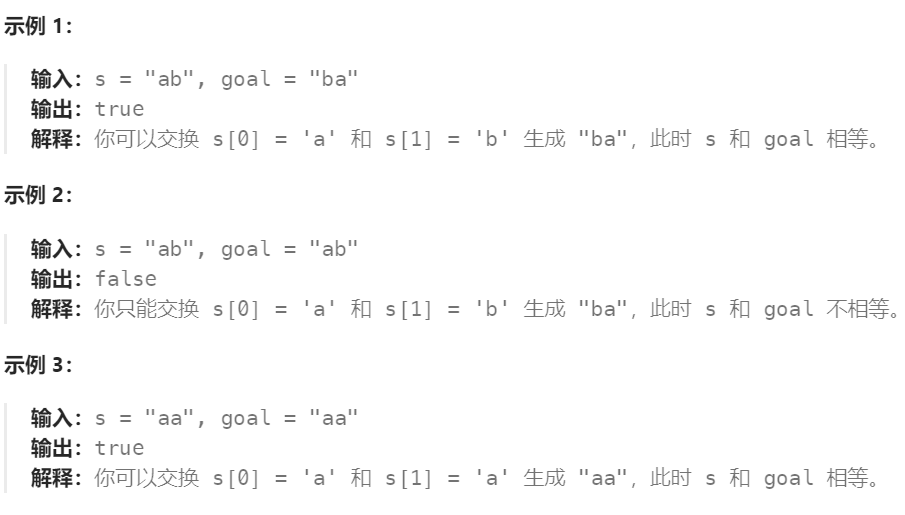 示例 1：
输入：s = "ab", goal = "ba"
输出：true
解释：你可以交换 s[0] = 'a' 和 s[1] = 'b' 生成 "ba"，此时 s 和 goal 相等。
示例 2：
输入：s = "ab", goal = "ab"
输出：false
解释：你只能交换 s[0] = 'a' 和 s[1] = 'b' 生成 "ba"，此时 s 和 goal 不相等。
示例 3：
输入：s = "aa", goal = "aa"
输出：true
解释：你可以交换 s[0] = 'a' 和 s[1] = 'a' 生成 "aa"，此时 s 和 goal 相等。